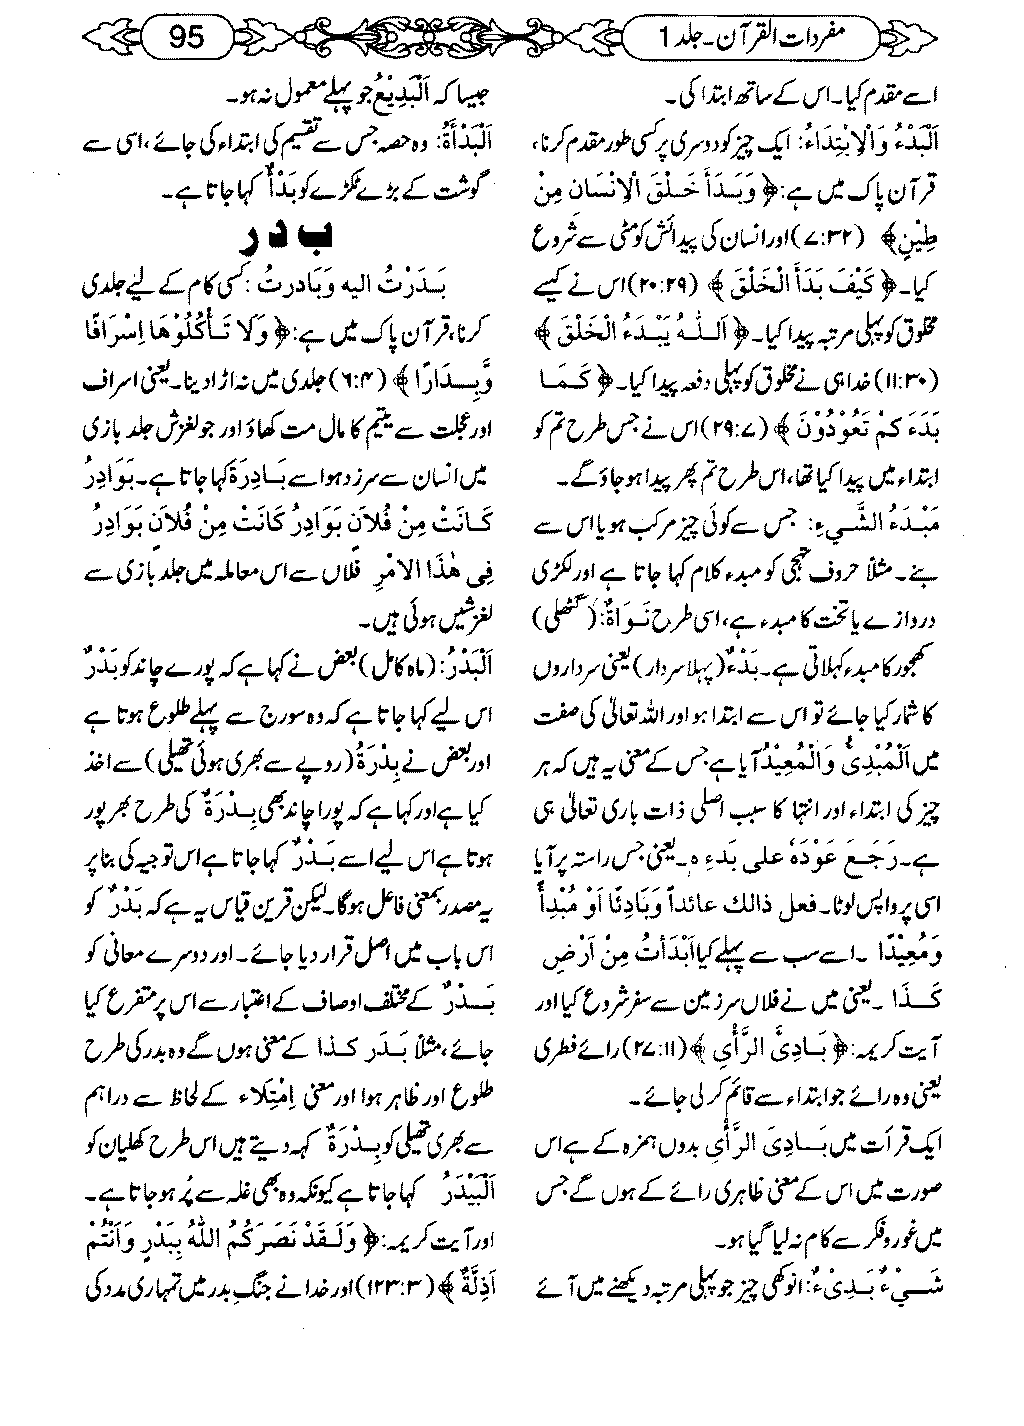 مفردات القرآن۔ جلد 1
95
اسے مقدم کیا۔ اس کے ساتھ ابتدا کی۔
اَلْبَدْءُ وَالْاِبْتِدَاءُ: ایک چیز کو دوسری پر کسی طور مقدم کرنا،
قرآن پاک میں ہے: ﴿وَبَدَأَ خَلْقَ الْاِنْسَان مِنْ
طِيْنٍ﴾ (۷:۳۲) اور انسان کی پیدائش کو مٹی سے شروع
کیا۔ ﴿كَيْفَ بَدَأَ الْخَلْقَ﴾ (۲۰:۲۹) اس نے کیسے
مخلوق کو پہلی مرتبہ پیدا کیا۔ ﴿اَللّٰهُ يَبْدَءُ الْخَلْقَ﴾
(۱۱:۳۰) خدا ہی نے مخلوق کو پہلی دفعہ پیدا کیا۔ ﴿كَمَا
بَدَءَ كُمْ تَعُوْدُوْنَ﴾ (۲۹:۷) اس نے جس طرح تم کو
ابتداء میں پیدا کیا تھا، اس طرح تم پھر پیدا ہو جاؤ گے۔
مَبْدَءُ الشَّيءِ: جس سے کوئی چیز مرکب ہو یا اس سے
بنے۔ مثلاً حروف تہجی کو مبدء کلام کہا جاتا ہے اور لکڑی
دروازے یا تخت کا مبدء ہے، اسی طرح نَوَاةٌ: (گٹھلی)
کھجور کا مبدء کہلاتی ہے۔ بَدْءٌ (پہلا سردار) یعنی سرداروں
کا شمار کیا جائے تو اس سے ابتدا ہو اور اللہ تعالیٰ کی صفت
میں اَلْمُبْدِئُ وَالْمُعِيْدُ آیا ہے جس کے معنی یہ ہیں کہ ہر
چیز کی ابتداء اور انتہا کا سبب اصلی ذات باری تعالیٰ ہی
ہے۔ رَجَعَ عَوْدَهٗ علی بَدْءِ ہ۔ یعنی جس راستہ پر آیا
اسی پر واپس لوٹا۔ فعل ذالك عائداً وَبَادِئًا اَوْ مُبْدِأً
وَمُعِيْدًا ۔ اسے سب سے پہلے کیا اَبْدَأتُ مِنْ اَرْضِ
كَذَا ۔ یعنی میں نے فلاں سرزمین سے سفر شروع کیا اور
آیت کریمہ: ﴿بَادِئَ الرَّأْيِ﴾ (۲۷:۱۱) رائے فطری
یعنی وہ رائے جو ابتداء سے قائم کر لی جائے۔
ایک قرآت میں بَادِیَ الرَّأْيِ بدوں ہمزہ کے ہے اس
صورت میں اس کے معنی ظاہری رائے کے ہوں گے جس
میں غور و فکر سے کام نہ لیا گیا ہو۔
شَيْءٌ بَدِيْءٌ: انوکھی چیز جو پہلی مرتبہ دیکھنے میں آئے
جیسا کہ اَلْبَدِيْعُ جو پہلے معمول نہ ہو۔
اَلْبَدْأَةُ: وہ حصہ جس سے تقسیم کی ابتداء کی جائے، اسی سے
گوشت کے بڑے ٹکڑے کو بَدْأٌ کہا جاتا ہے۔
ب د ر
بَدَرْتُ اليه وَبَادرتُ: کسی کام کے لیے جلدی
کرنا، قرآن پاک میں ہے: ﴿وَلَا تَأْكُلُوْهَا اِسْرَافًا
وَّبِدَارًا﴾ (۶:۴) جلدی میں نہ اڑا دینا۔ یعنی اسراف
اور عجلت سے یتیم کا مال مت کھاؤ اور جو لغزش جلد بازی
میں انسان سے سرزد ہو اسے بَادِرَة کہا جاتا ہے۔ بَوَادِرُ
كَانَتْ مِنْ فُلَانٍ بَوَادِرُ كَانَتْ مِنْ فُلَانٍ بَوَادِرُ
فِي هٰذَا الامْرِ فلاں سے اس معاملہ میں جلد بازی سے
لغزشیں ہوئی ہیں۔
اَلْبَدْرُ: (ماہ کامل) بعض نے کہا ہے کہ پورے چاند کو بَدْرٌ
اس لیے کہا جاتا ہے کہ وہ سورج سے پہلے طلوع ہوتا ہے
اور بعض نے بِدْرَةٌ (روپے سے بھری ہوئی تھیلی) سے اخذ
کیا ہے اور کہا ہے کہ پورا چاند بھی بِدْرَةٌ کی طرح بھرپور
ہوتا ہے اس لیے اسے بَدْرٌ کہا جاتا ہے اس توجیہ کی بنا پر
یہ مصدر بمعنی فاعل ہوگا۔ لیکن قرین قیاس یہ ہے کہ بَدْرٌ کو
اس باب میں اصل قرار دیا جائے۔ اور دوسرے معانی کو
بَدْرٌ کے مختلف اوصاف کے اعتبار سے اس پر متفرع کیا
جائے، مثلاً بَدَر كذا کے معنی ہوں گے وہ بدر کی طرح
طلوع اور ظاہر ہوا اور معنی اِمْتِلَاء کے لحاظ سے دراہم
سے بھری تھیلی کو بِدْرَةٌ کہہ دیتے ہیں اس طرح کھلیان کو
اَلْبَيْدَرُ کہا جاتا ہے کیونکہ وہ بھی غلہ سے پُر ہو جاتا ہے۔
اور آیت کریمہ: ﴿وَلَقَدْ نَصَرَكُمُ اللّٰهُ بِبَدْرٍ وَاَنْتُمْ
اَذِلَّةٌ﴾ (۱۲۳:۳) اور خدا نے جنگ بدر میں تمہاری مدد کی